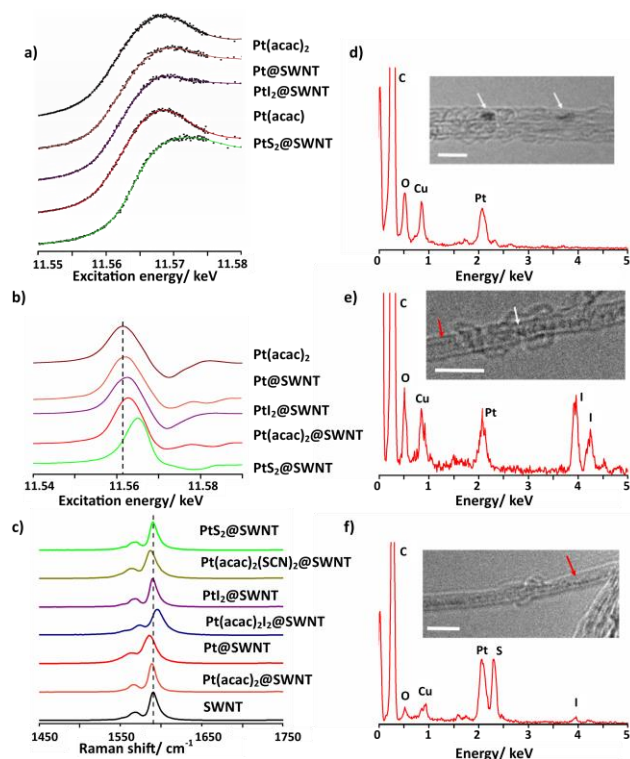 a)
Pt(acac)2
Pt@SWNT
PtI2@SWNT
Pt(acac)
PtS2@SWNT
11.55 11.56 11.57 11.58
Excitation energy/ keV
b)
Pt(acac)2
Pt@SWNT
PtI2@SWNT
Pt(acac)2@SWNT
PtS2@SWNT
11.54 11.56 11.58
Excitation energy/ keV
c)
PtS2@SWNT
Pt(acac)2(SCN)2@SWNT
PtI2@SWNT
Pt(acac)2I2@SWNT
Pt@SWNT
Pt(acac)2@SWNT
SWNT
1450 1550 1650 1750
Raman shift/ cm-1
d)
C
O
Cu
Pt
0 1 2 3 4 5
Energy/ keV
e)
C
O
Cu
Pt
I
I
0 1 2 3 4 5
Energy/ keV
f)
C
O
Cu
Pt
S
I
0 1 2 3 4 5
Energy/ keV